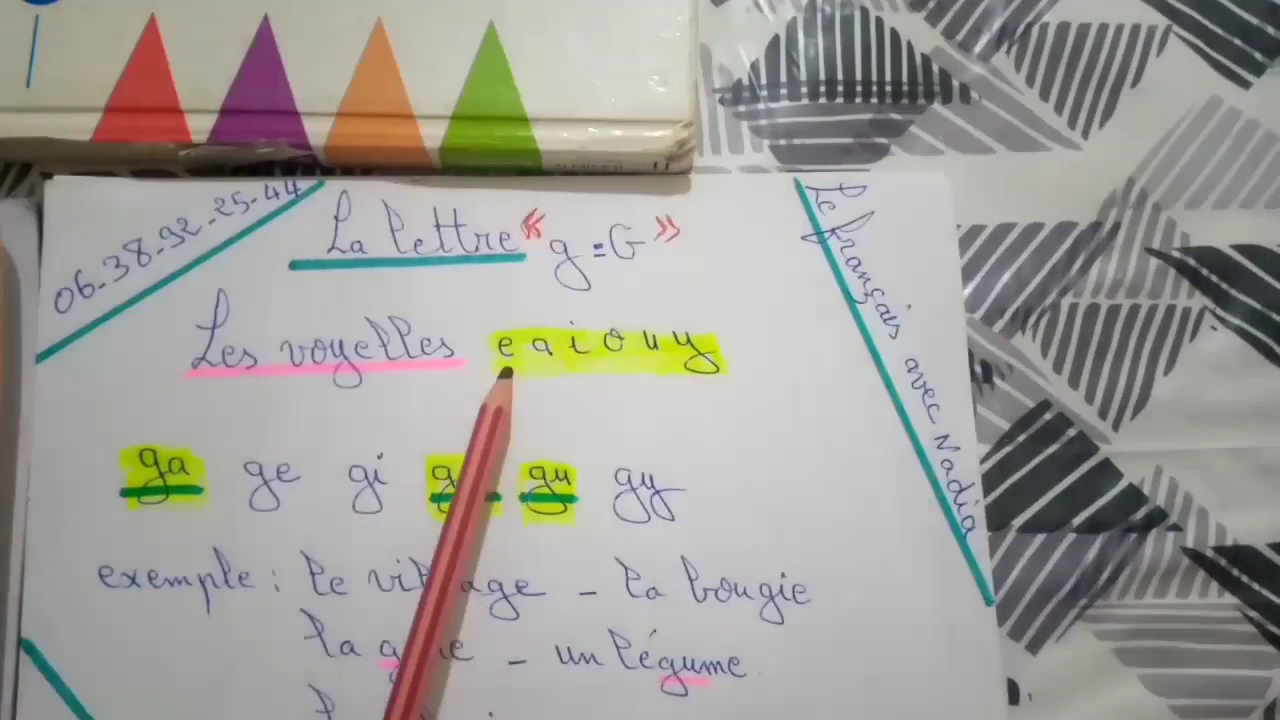 06-38-92-25-44
La lettre « g=G »
Le français avec Nadia
Les voyelles e a i o u y
ga ge gi gu gy
exemple : le village - la bougie
la - un légume